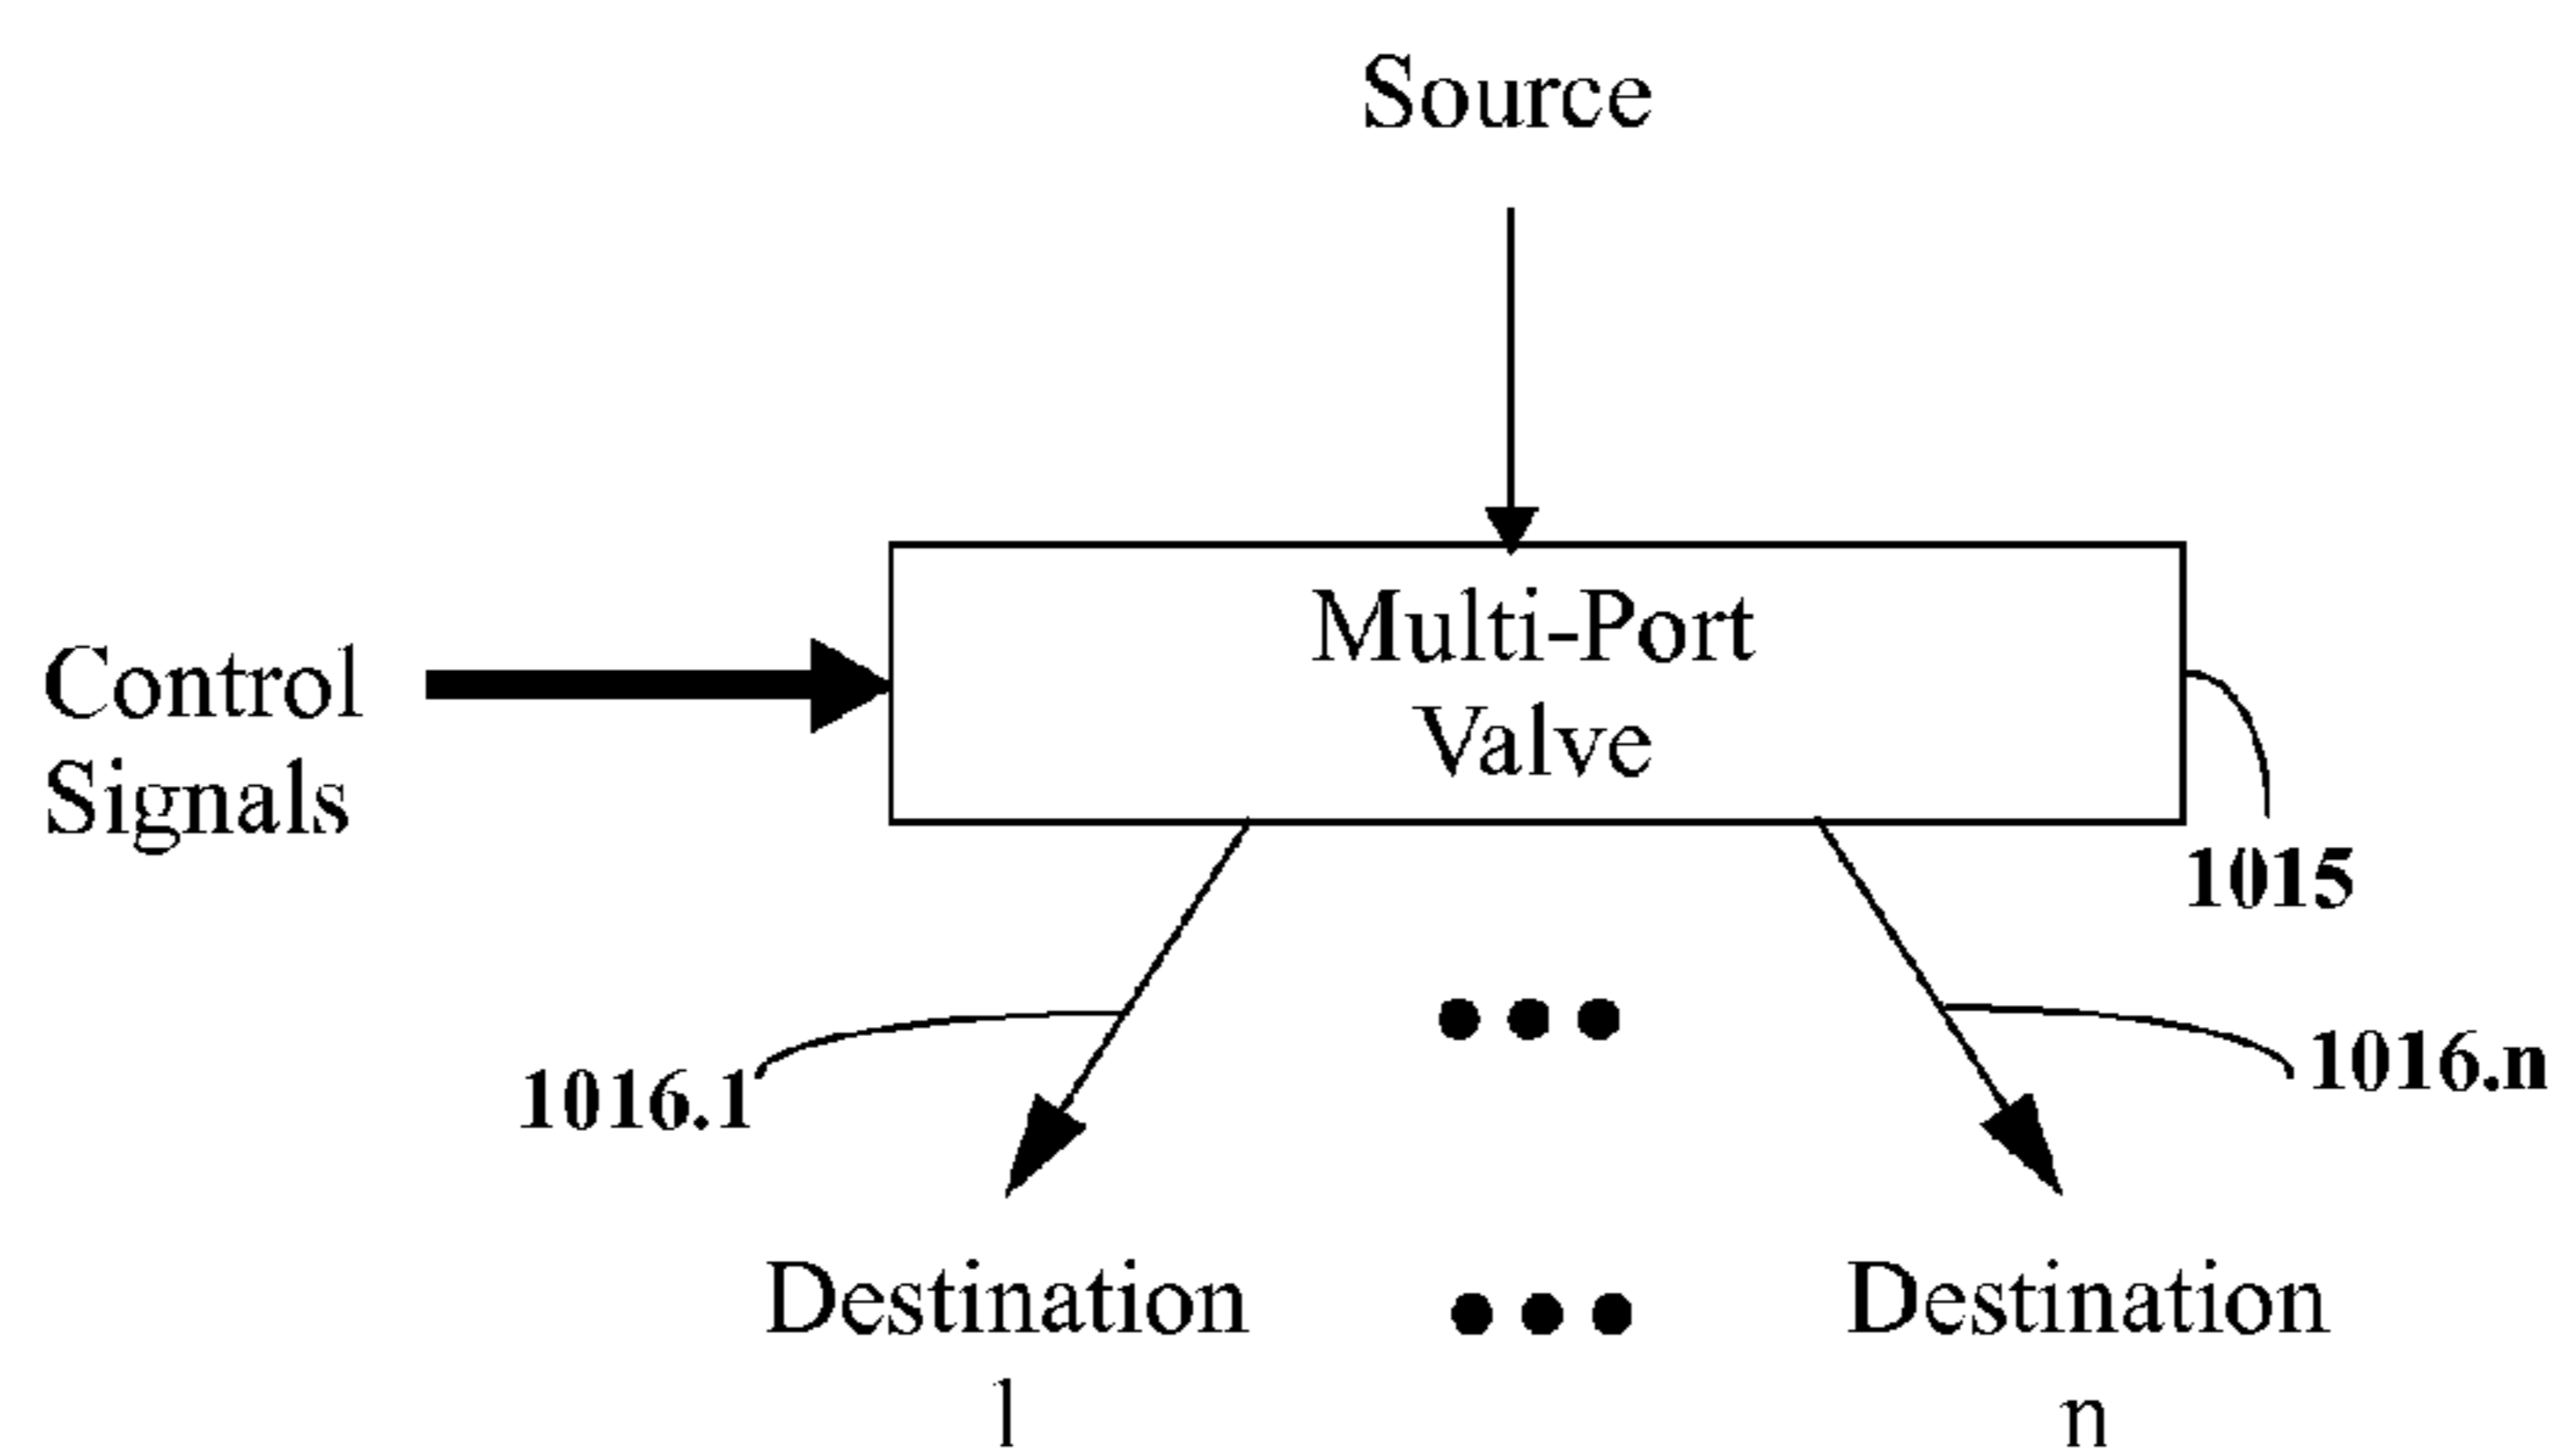 Source
Multi-Port
Valve
Control
Signals
1015
1016.1
1016.n
Destination
1
Destination
n